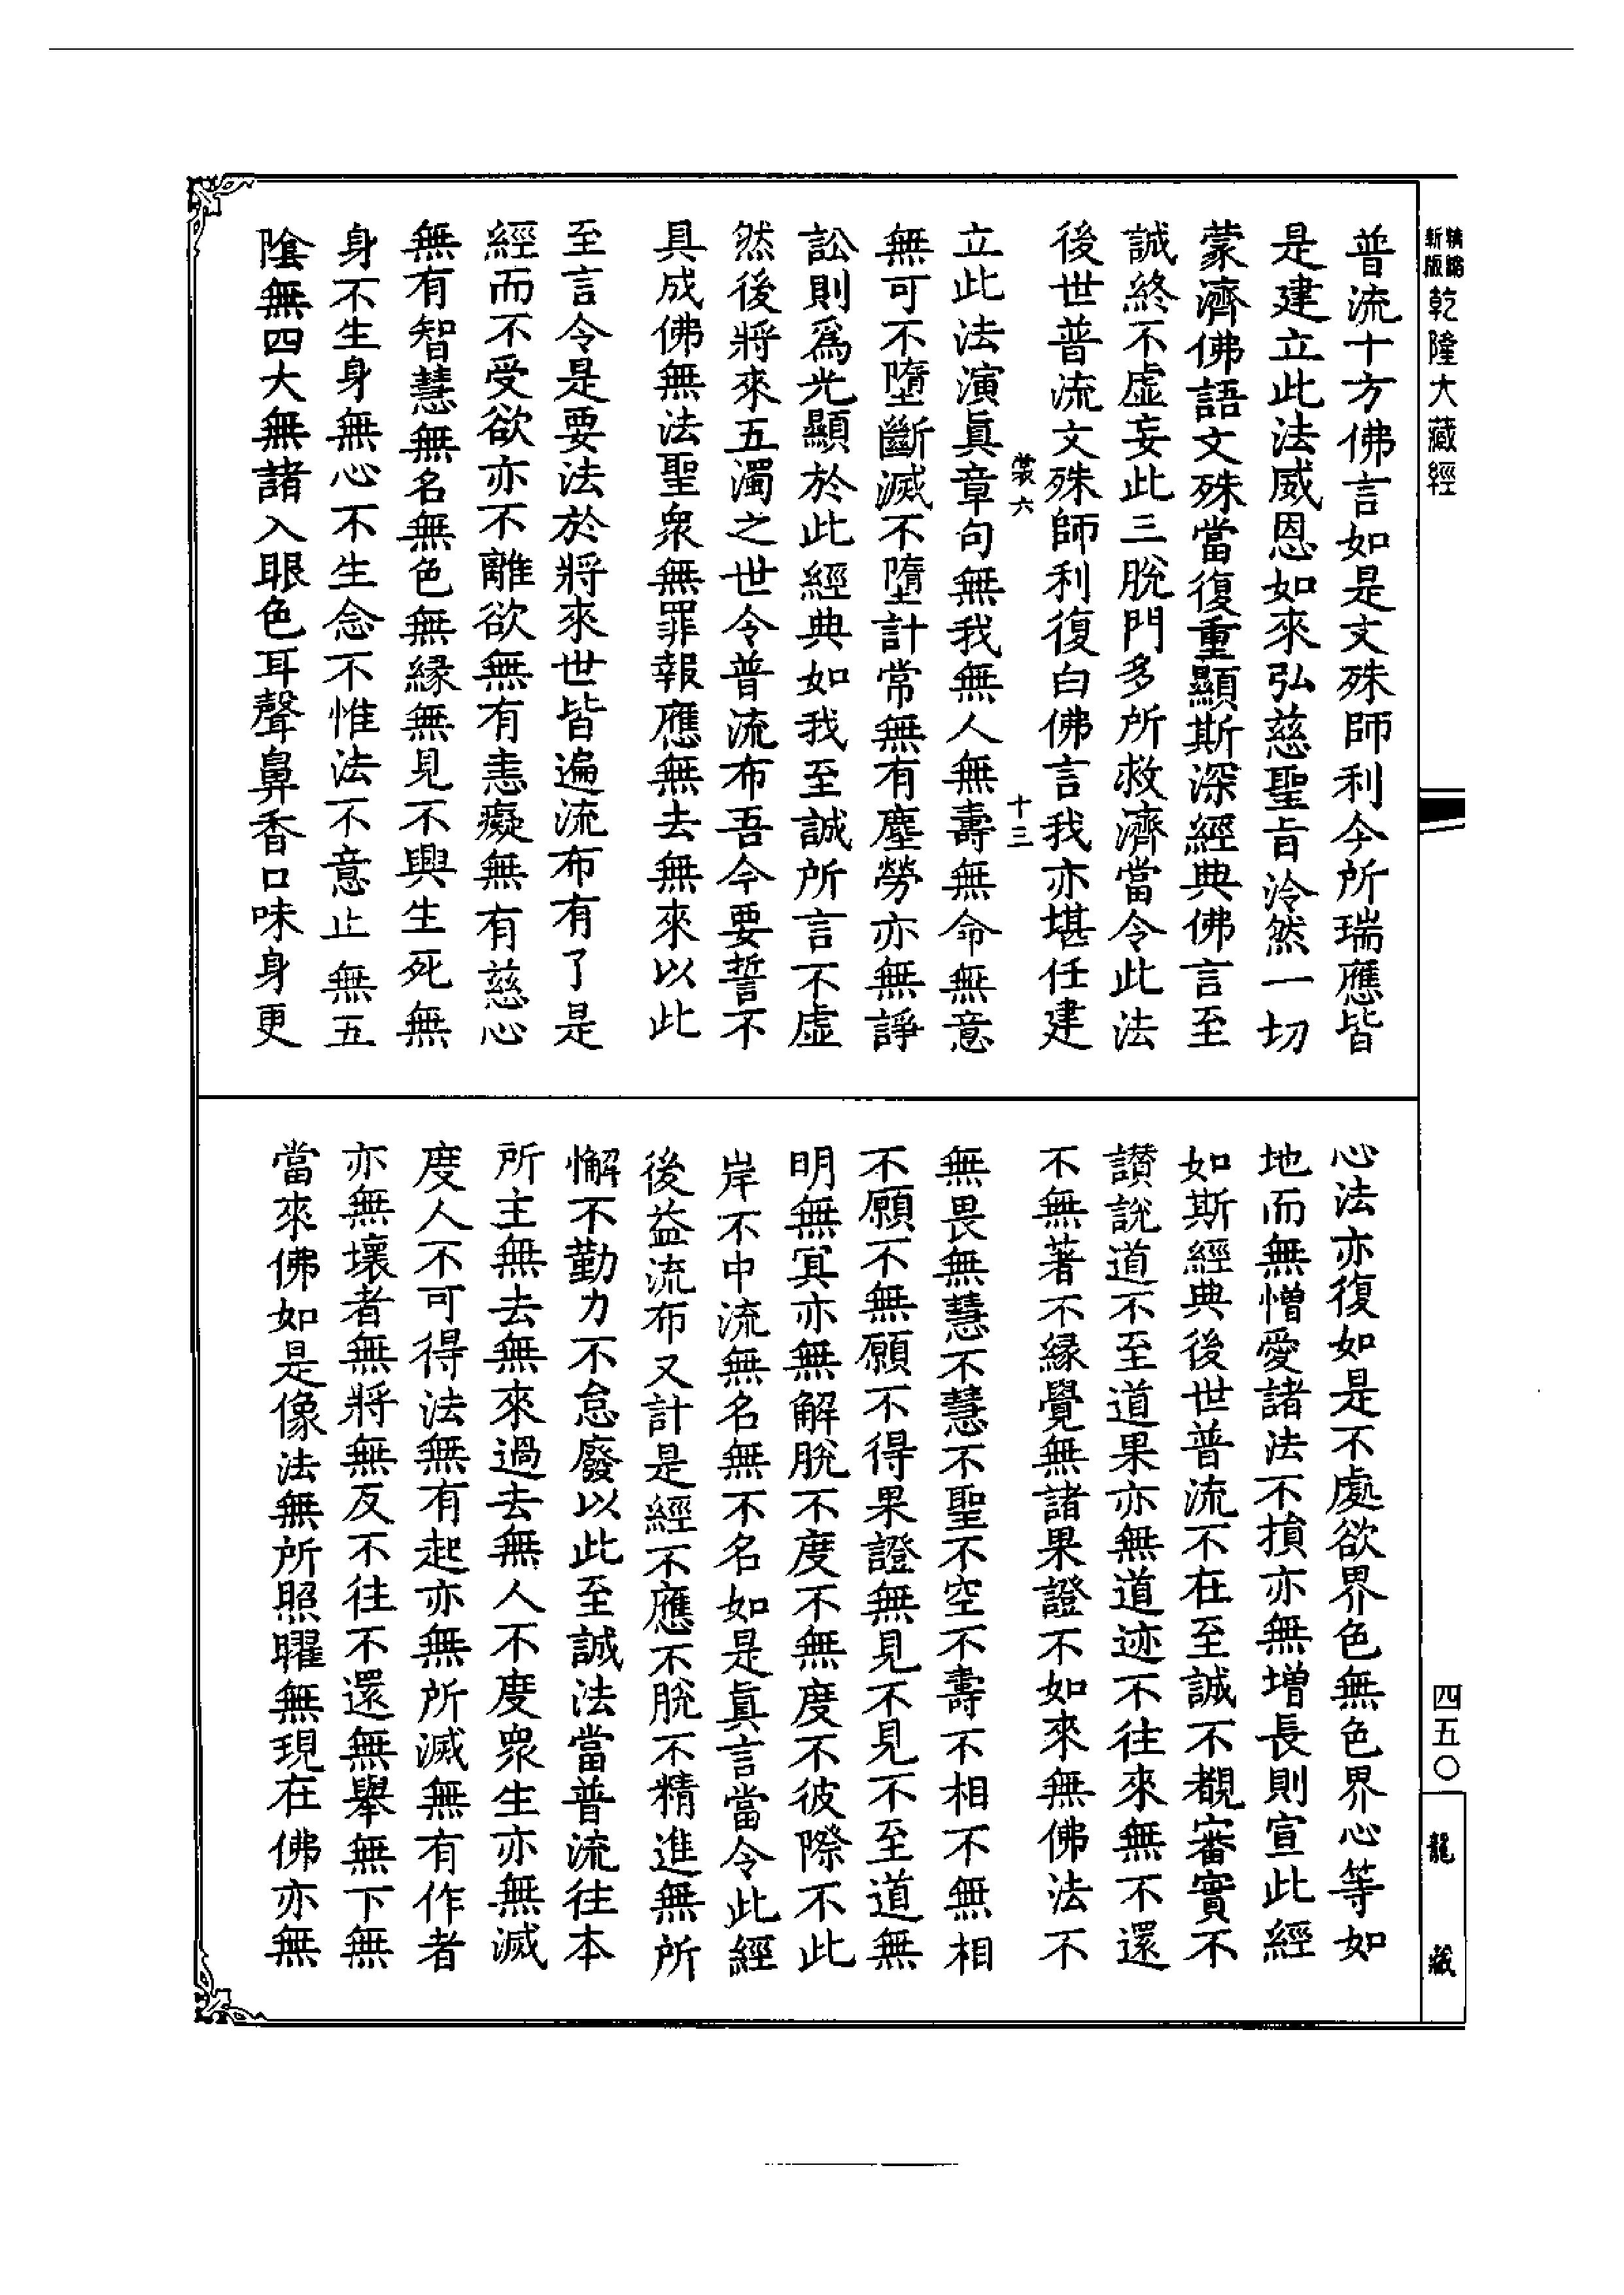 精縮
新版
乾隆大藏經
普流十方佛言如是文殊師利今所瑞應皆
是建立此法威恩如來弘慈聖旨泠然一切
蒙濟佛語文殊當復重顯斯深經典佛言至
誠終不虛妄此三脫門多所救濟當令此法
後世普流文殊師利復白佛言我亦堪任建
裳六
十三
立此法演真章句無我無人無壽無命無意
無可不墮斷滅不墮計常無有塵勞亦無諍
訟則爲光顯於此經典如我至誠所言不虛
然後將來五濁之世令普流布吾今要誓不
具成佛無法聖衆無罪報應無去無來以此
至言令是要法於將來世皆遍流布有了是
經而不受欲亦不離欲無有恚癡無有慈心
無有智慧無名無色無緣無見不興生死無
身不生身無心不生念不惟法不意止無五
陰無四大無諸入眼色耳聲鼻香口味身更
心法亦復如是不處欲界色無色界心等如
地而無憎愛諸法不損亦無增長則宣此經
如斯經典後世普流不在至誠不覩審實不
讃說道不至道果亦無道迹不往來無不還
不無著不緣覺無諸果證不如來無佛法不
無畏無慧不慧不聖不空不壽不相不無相
不願不無願不得果證無見不見不至道無
明無冥亦無解脫不度不無度不彼際不此
岸不中流無名無不名如是眞言當令此經
後益流布又計是經不應不脫不精進無所
懈不勤力不怠廢以此至誠法當普流往本
所主無去無來過去無人不度衆生亦無滅
度人不可得法無有起亦無所滅無有作者
亦無壞者無將無反不往不還無舉無下無
當來佛如是像法無所照曜無現在佛亦無
四五〇
龍藏